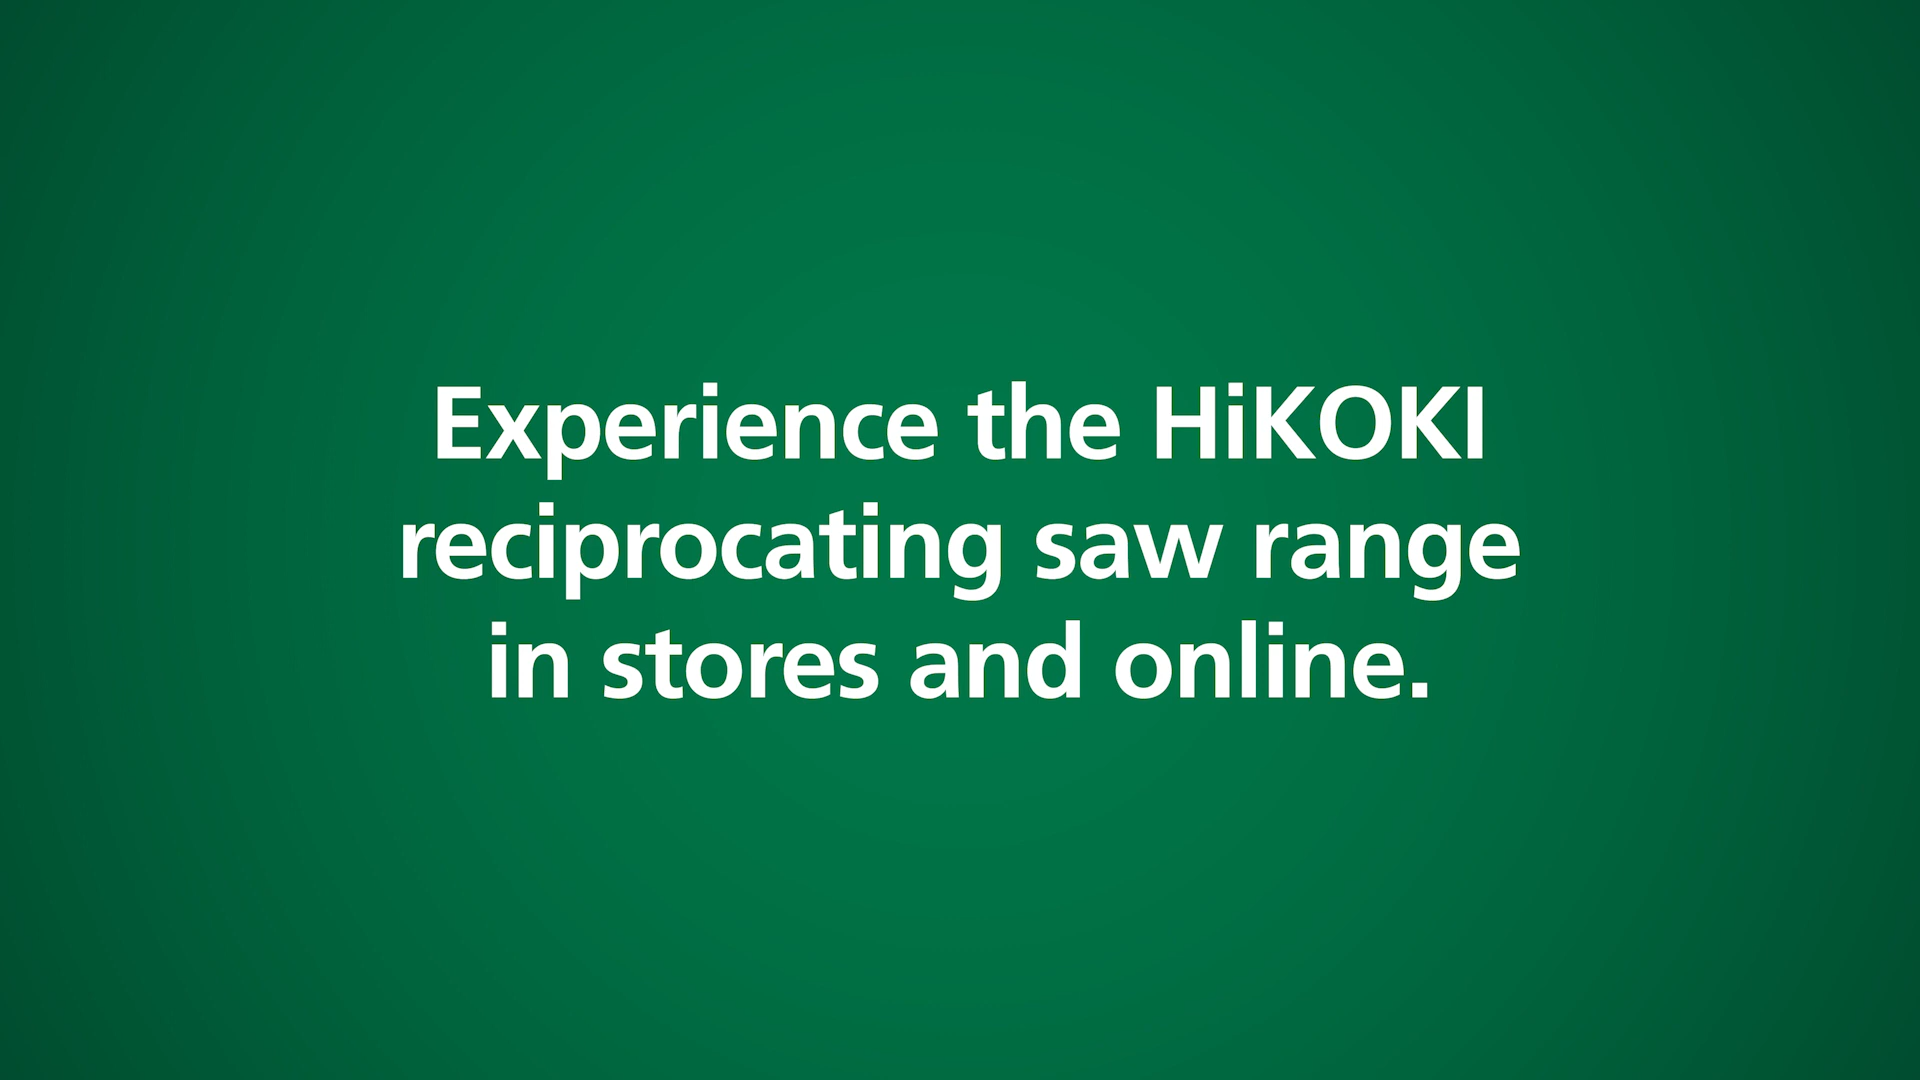 Experience the HiKOKI
reciprocating saw range
in stores and online.